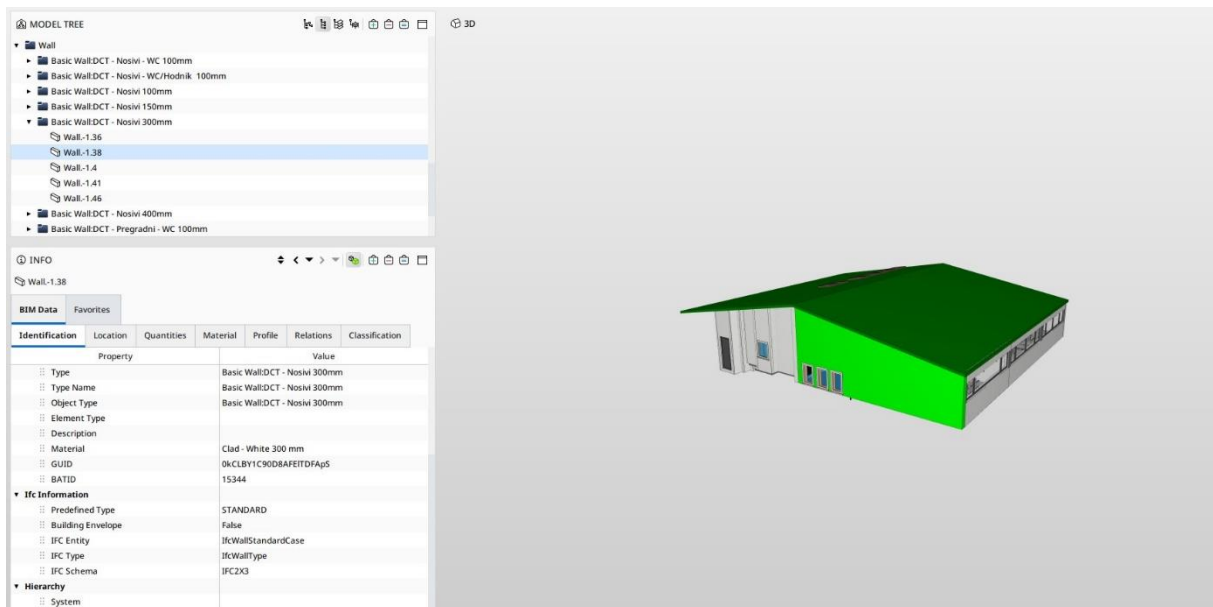 MODEL TREE
Wall
Basic Wall:DCT - Nosivi - WC 100mm
Basic Wall:DCT - Nosivi - WC/Hodnik 100mm
Basic Wall:DCT - Nosivi 100mm
Basic Wall:DCT - Nosivi 150mm
Basic Wall:DCT - Nosivi 300mm
Wall.-1.36
Wall.-1.38
Wall.-1.4
Wall.-1.41
Wall.-1.46
Basic Wall:DCT - Nosivi 400mm
Basic Wall:DCT - Pregradni - WC 100mm
INFO
Wall.-1.38
BIM Data Favorites
Identification Location Quantities Material Profile Relations Classification
Property Value
Type Basic Wall:DCT - Nosivi 300mm
Type Name Basic Wall:DCT - Nosivi 300mm
Object Type Basic Wall:DCT - Nosivi 300mm
Element Type
Description
Material Clad - White 300 mm
GUID
BATID 15344
Ifc Information
Predefined Type STANDARD
Building Envelope False
IFC Entity IfcWallStandardCase
IFC Type IfcWallType
IFC Schema IFC2X3
Hierarchy
System
3D